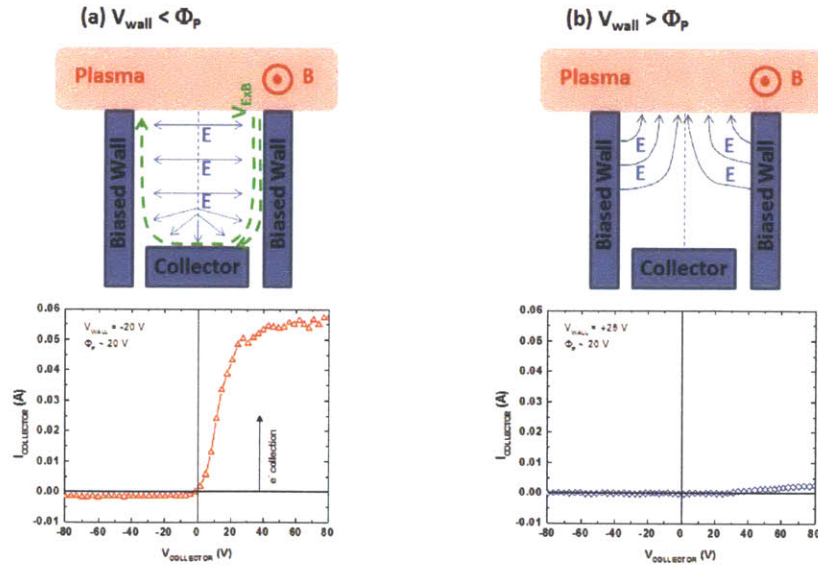 (a) Vwall < ΦP
Plasma
B
VExB
E
E
E
Biased Wall
Biased Wall
Collector
0.06
0.05
0.04
0.03
0.02
0.01
0.00
-0.01
ICOLLECTOR (A)
VWALL = -20 V
ΦP ~ 20 V
e⁻ collection
-80 -60 -40 -20 0 20 40 60 80
VCOLLECTOR (V)
(b) Vwall > ΦP
Plasma
B
E
E
E
E
Biased Wall
Biased Wall
Collector
0.06
0.05
0.04
0.03
0.02
0.01
0.00
-0.01
ICOLLECTOR (A)
VWALL = +28 V
ΦP ~ 20 V
-80 -60 -40 -20 0 20 40 60 80
VCOLLECTOR (V)